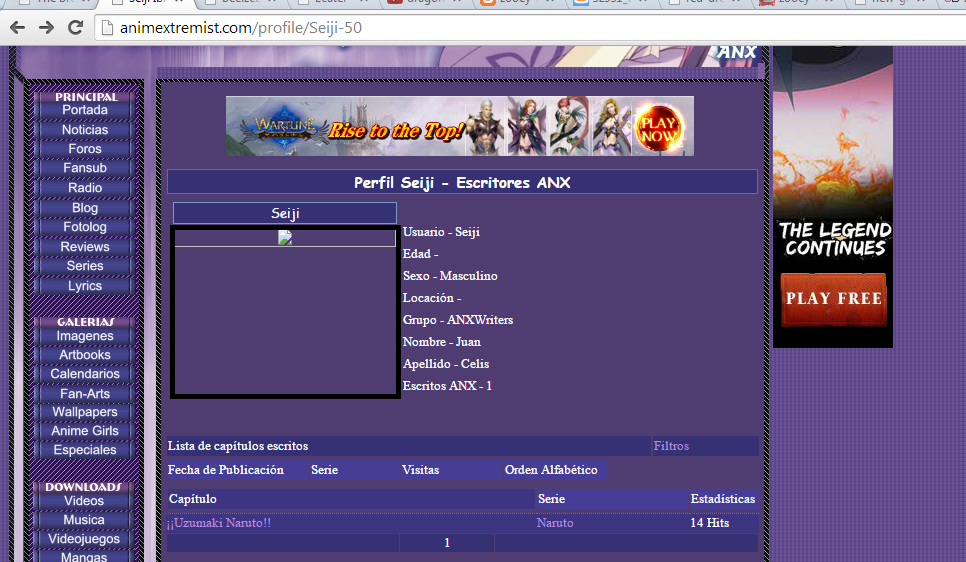 animextremist.com/profile/Seiji-50
ANX
PRINCIPAL
Portada
Noticias
Foros
Fansub
Radio
Blog
Fotolog
Reviews
Series
Lyrics
GALERIAS
Imagenes
Artbooks
Calendarios
Fan-Arts
Wallpapers
Anime Girls
Especiales
DOWNLOADS
Videos
Musica
Videojuegos
Mangas
WARTUNE
Rise to the Top!
PLAY
NOW
Perfil Seiji - Escritores ANX
Seiji
Usuario - Seiji
Edad -
Sexo - Masculino
Locación -
Grupo - ANXWriters
Nombre - Juan
Apellido - Celis
Escritos ANX - 1
Lista de capítulos escritos Filtros
Fecha de Publicación Serie Visitas Orden Alfabético
Capítulo Serie Estadísticas
¡¡Uzumaki Naruto!! Naruto 14 Hits
1
THE LEGEND
CONTINUES
PLAY FREE